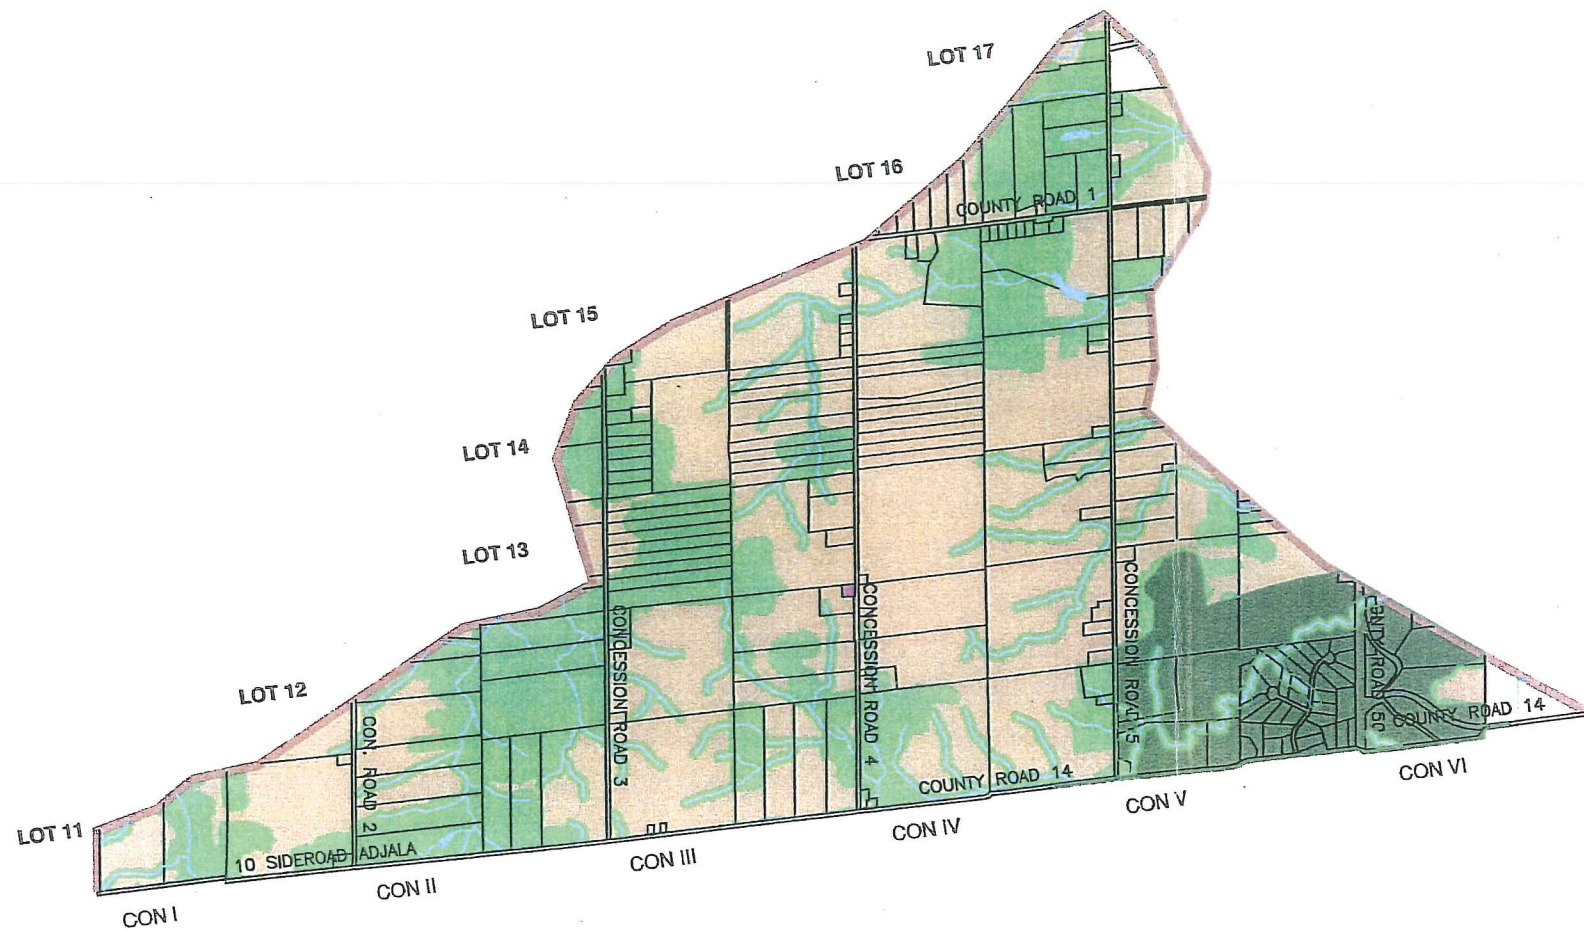 LOT 17
LOT 16
COUNTY ROAD 1
LOT 15
LOT 14
LOT 13
LOT 12
LOT 11
CON. ROAD 2
CONCESSION ROAD 3
CONCESSION ROAD 4
CONCESSION ROAD 5
ROAD 50
COUNTY ROAD 14
COUNTY ROAD 14
10 SIDEROAD ADJALA
CON I
CON II
CON III
CON IV
CON V
CON VI